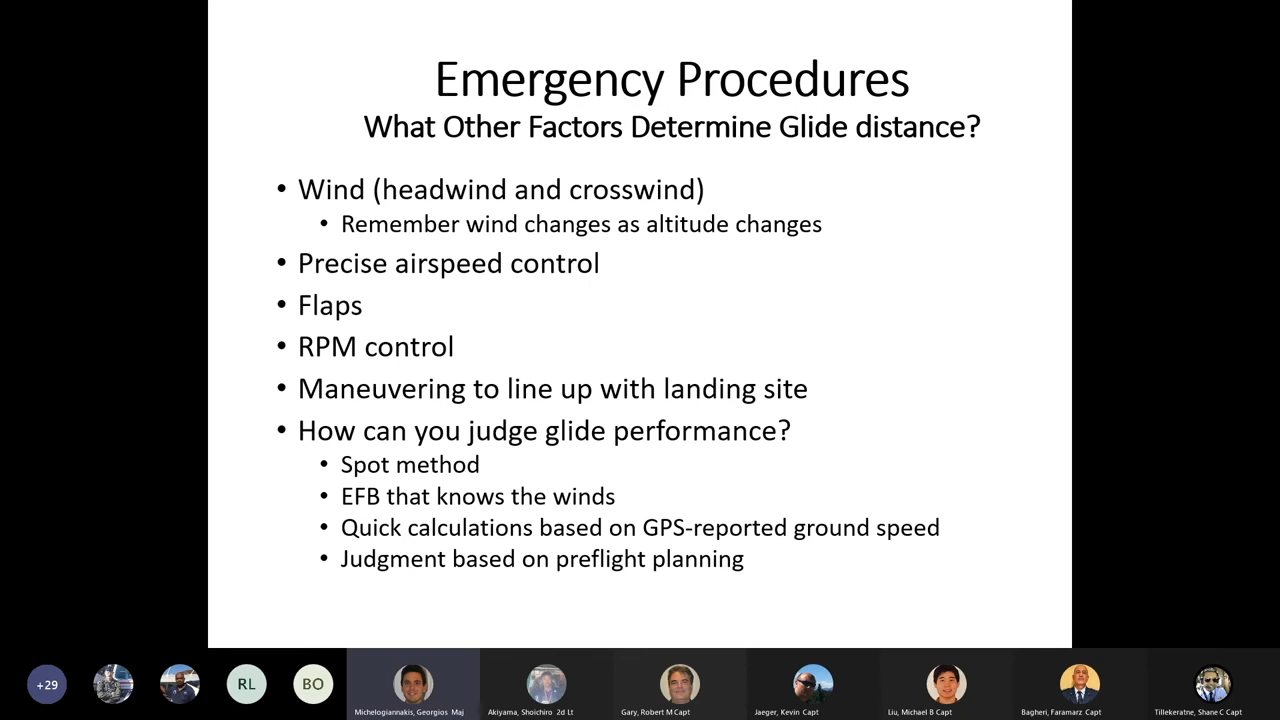 Emergency Procedures
What Other Factors Determine Glide distance?
• Wind (headwind and crosswind)
• Remember wind changes as altitude changes
• Precise airspeed control
• Flaps
• RPM control
• Maneuvering to line up with landing site
• How can you judge glide performance?
• Spot method
• EFB that knows the winds
• Quick calculations based on GPS-reported ground speed
• Judgment based on preflight planning
+29
RL
BO
Michelogiannakis, Georgios Maj
Akiyama, Shoichiro 2d Lt
Gary, Robert M Capt
Jaeger, Kevin Capt
Liu, Michael B Capt
Bagheri, Faramarz Capt
Tillekeratne, Shane C Capt